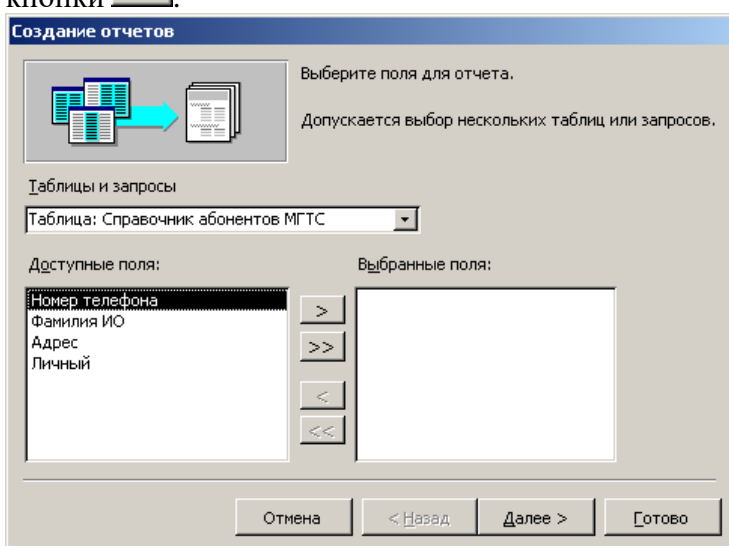 кнопки .
Создание отчетов
Выберите поля для отчета.
Допускается выбор нескольких таблиц или запросов.
Таблицы и запросы
Таблица: Справочник абонентов МГТС
Доступные поля:
Выбранные поля:
Номер телефона
Фамилия ИО
Адрес
Личный
>
>>
<
<<
Отмена
< Назад
Далее >
Готово